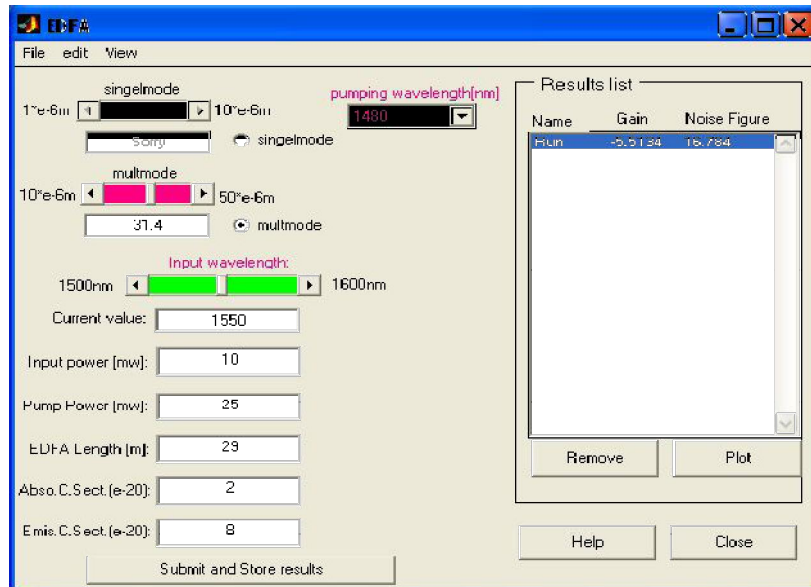 EDFA
File edit View
singelmode
1*e-6m 10*e-6m
Sorry
singelmode
multmode
10*e-6m 50*e-6m
31.4
multmode
pumping wavelength[nm]
1480
Input wavelength:
1500nm 1600nm
Current value: 1550
Input power [mw]: 10
Pump Power [mw]: 25
EDFA Length [m]: 29
Abso.C.Sect.(e-20): 2
Emis.C.Sect.(e-20): 8
Submit and Store results
Results list
Name Gain Noise Figure
Run -5.5134 16.784
Remove Plot
Help Close